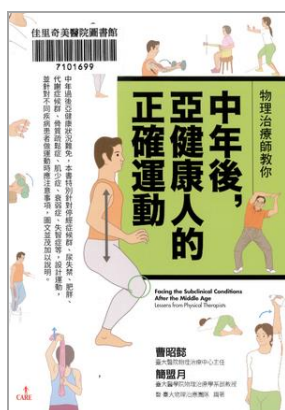 佳里奇美醫院圖書館
7101699
物理治療師教你
中年後，
亞健康人的
正確運動
中年過後亞健康狀況難免，本書特別針對停經症候群、尿失禁、肥胖、
代謝症候群、骨質疏鬆症、肌少症、衰弱症、失智症等，設計運動，
並針對不同疾病患者做運動時應注意事項，圖文並茂加以說明。
Facing the Subclinical Conditions
After the Middle Age
Lessons from Physical Therapists
曹昭懿
臺大醫院物理治療中心主任
簡盟月
臺大醫學院物理治療學系副教授
暨 臺大物理治療團隊 編著
CARE